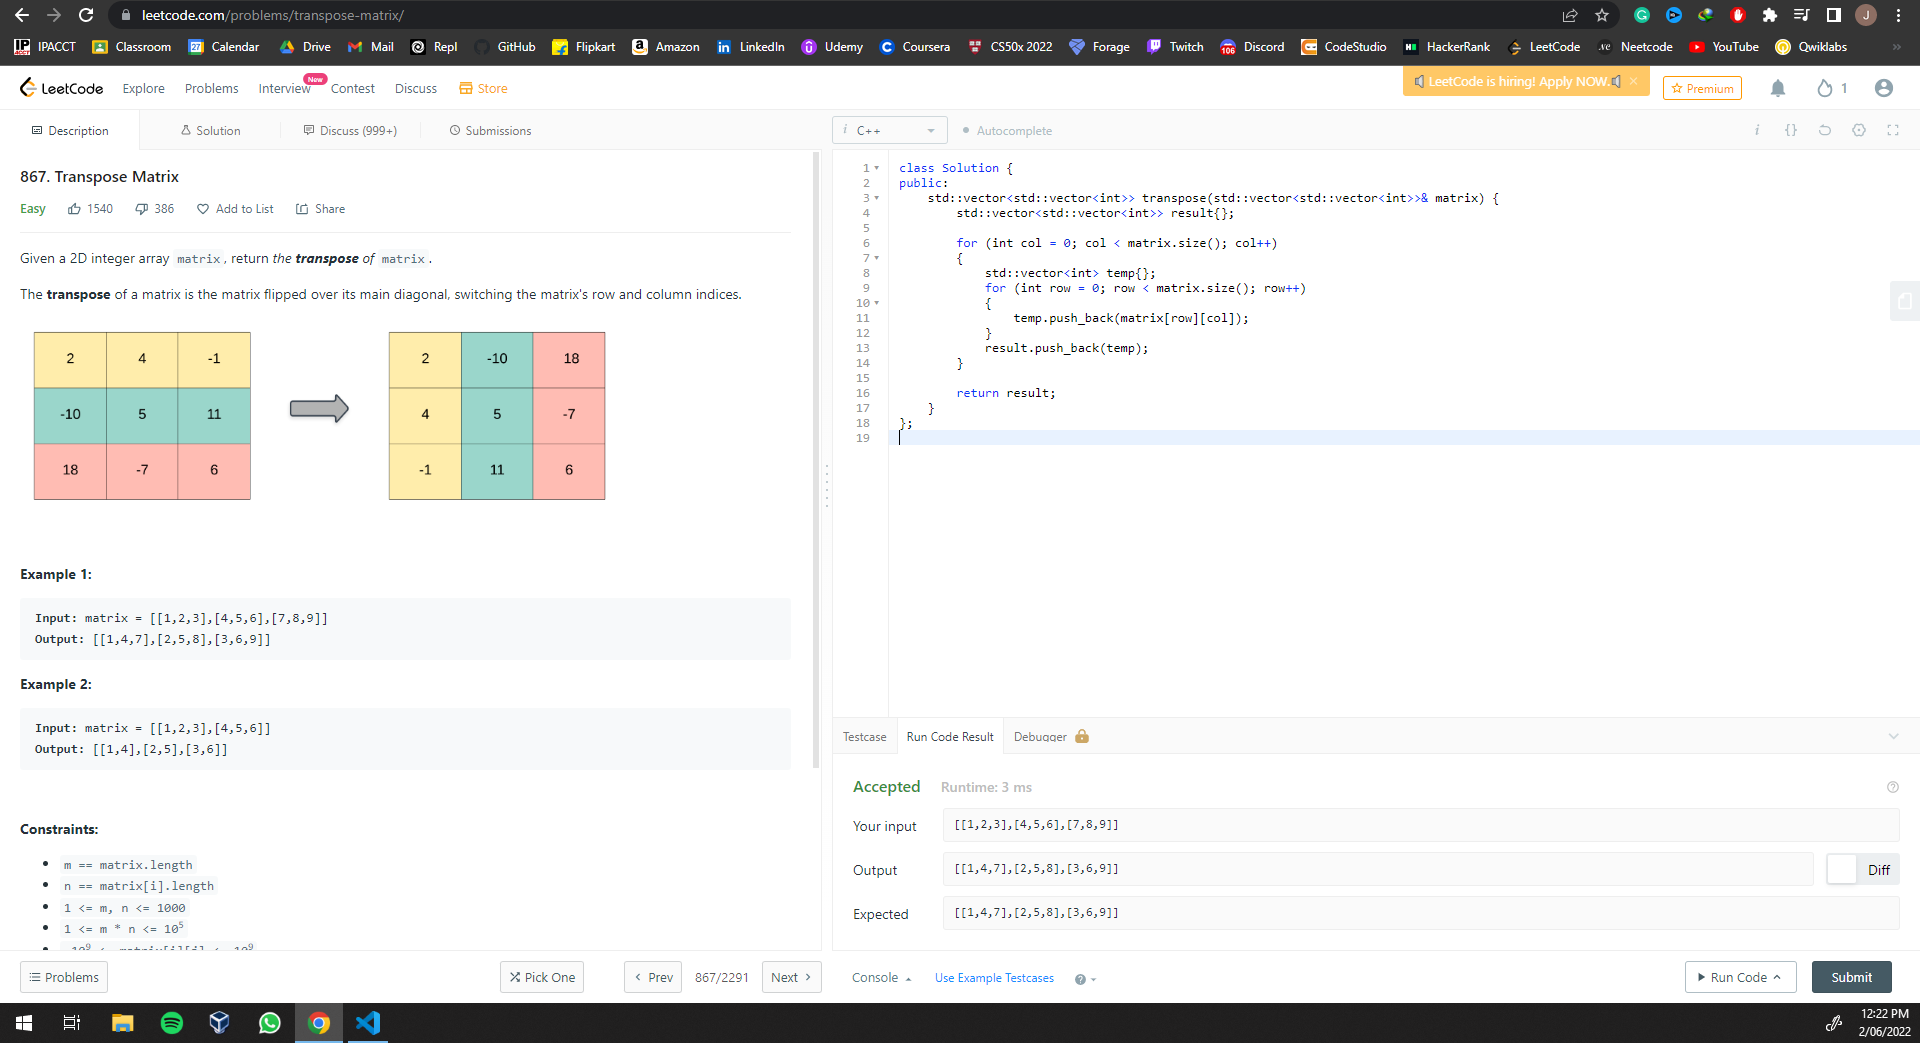 leetcode.com/problems/transpose-matrix/
J
IPACCT Classroom Calendar Drive Mail Repl GitHub Flipkart Amazon LinkedIn Udemy Coursera CS50x 2022 Forage Twitch Discord CodeStudio HackerRank LeetCode Neetcode YouTube Qwiklabs »
LeetCode Explore Problems Interview New Contest Discuss Store
LeetCode is hiring! Apply NOW. × Premium 1
Description Solution Discuss (999+) Submissions
867. Transpose Matrix
Easy 1540 386 Add to List Share
Given a 2D integer array matrix, return the transpose of matrix.
The transpose of a matrix is the matrix flipped over its main diagonal, switching the matrix's row and column indices.
2 4 -1
-10 5 11
18 -7 6
2 -10 18
4 5 -7
-1 11 6
Example 1:
Input: matrix = [[1,2,3],[4,5,6],[7,8,9]]
Output: [[1,4,7],[2,5,8],[3,6,9]]
Example 2:
Input: matrix = [[1,2,3],[4,5,6]]
Output: [[1,4],[2,5],[3,6]]
Constraints:
m == matrix.length
n == matrix[i].length
1 <= m, n <= 1000
1 <= m * n <= 10⁵
Problems Pick One Prev 867/2291 Next
i C++ Autocomplete i {}
1 class Solution {
2 public:
3 std::vector<std::vector<int>> transpose(std::vector<std::vector<int>>& matrix) {
4 std::vector<std::vector<int>> result{};
5
6 for (int col = 0; col < matrix.size(); col++)
7 {
8 std::vector<int> temp{};
9 for (int row = 0; row < matrix.size(); row++)
10 {
11 temp.push_back(matrix[row][col]);
12 }
13 result.push_back(temp);
14 }
15
16 return result;
17 }
18 };
19
Testcase Run Code Result Debugger
Accepted Runtime: 3 ms
Your input [[1,2,3],[4,5,6],[7,8,9]]
Output [[1,4,7],[2,5,8],[3,6,9]] Diff
Expected [[1,4,7],[2,5,8],[3,6,9]]
Console Use Example Testcases Run Code Submit
12:22 PM
2/06/2022